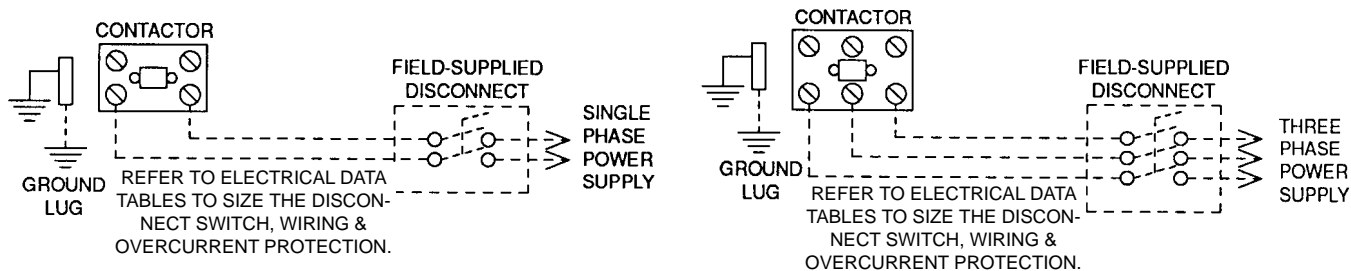 CONTACTOR
FIELD-SUPPLIED
DISCONNECT
SINGLE
PHASE
POWER
SUPPLY
GROUND
LUG
REFER TO ELECTRICAL DATA
TABLES TO SIZE THE DISCON-
NECT SWITCH, WIRING &
OVERCURRENT PROTECTION.
CONTACTOR
FIELD-SUPPLIED
DISCONNECT
THREE
PHASE
POWER
SUPPLY
GROUND
LUG
REFER TO ELECTRICAL DATA
TABLES TO SIZE THE DISCON-
NECT SWITCH, WIRING &
OVERCURRENT PROTECTION.